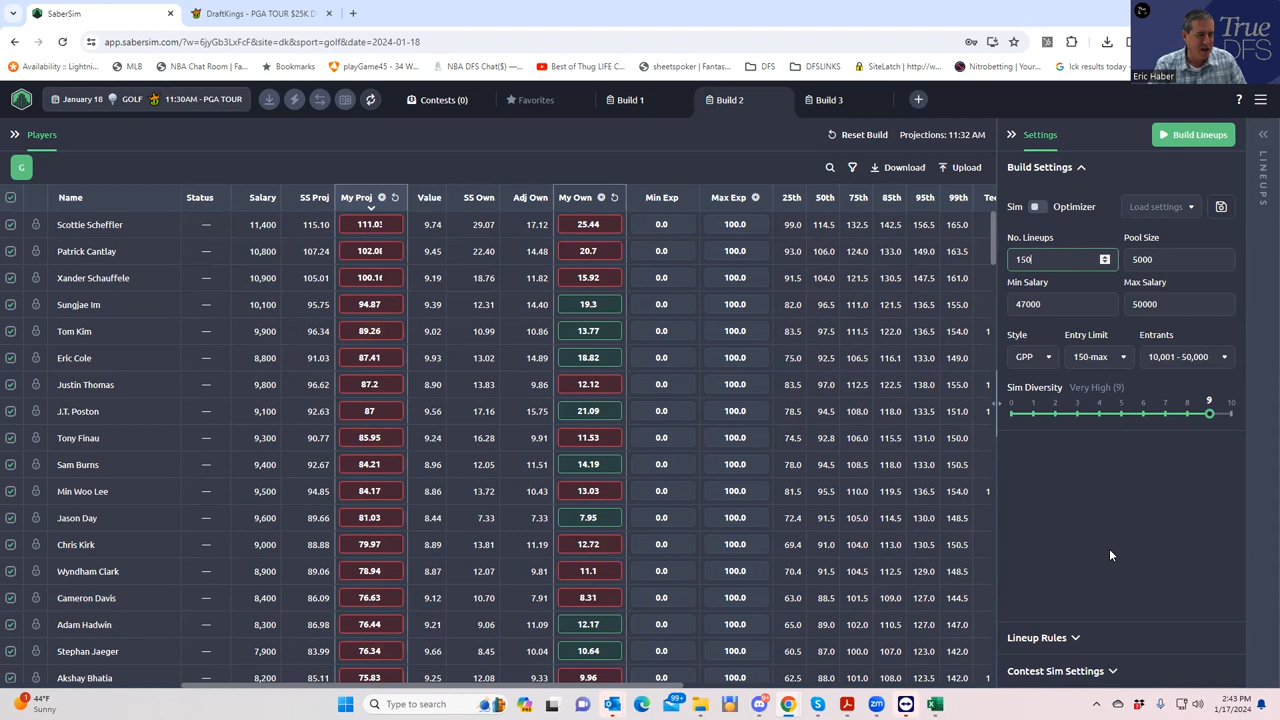 SaberSim
DraftKings - PGA TOUR $25K D
app.sabersim.com/?w=6jyGb3LxFcF&site=dk&sport=golf&date=2024-01-18
Availability :: Lightni...
MLB
NBA Chat Room | Fa...
Bookmarks
playGame45 - 34 w...
NBA DFS Chat($) —...
Best of Thug LIFE C...
sheetspoker | Phot...
DFS
DFSLINKS
SiteLatch | http://w...
Nitrobetting | Your...
Ick results today :
True
DFS
Eric Haber
January 18
GOLF
11:30AM - PGA TOUR
Contests (0)
Favorites
Build 1
Build 2
Build 3
Players
Reset Build
Projections: 11:32 AM
Settings
Build Lineups
LINEUPS
G
Download
Upload
Build Settings
Name Status Salary SS Proj My Proj Value SS Own Adj Own My Own Min Exp Max Exp 25th 50th 75th 85th 95th 99th
Scottie Scheffler — 11,400 115.10 111.03 9.74 29.07 17.12 25.44 0.0 100.0 99.0 114.5 132.5 142.5 156.5 165.0
Patrick Cantlay — 10,800 107.24 102.08 9.45 22.40 14.48 20.7 0.0 100.0 90.5 106.0 124.0 133.0 149.0 163.5
Xander Schauffele — 10,900 105.01 100.16 9.19 18.76 11.82 15.92 0.0 100.0 91.5 104.0 121.5 130.5 147.5 161.0
Sungjae Im — 10,100 95.75 94.87 9.39 12.31 14.40 19.3 0.0 100.0 82.0 96.5 111.0 121.5 136.5 155.0
Tom Kim — 9,900 96.34 89.26 9.02 10.99 10.86 13.77 0.0 100.0 83.5 97.5 111.5 122.0 136.0 154.0 1
Eric Cole — 8,800 91.03 87.41 9.93 13.02 14.89 18.82 0.0 100.0 75.0 92.5 106.5 116.1 133.0 149.0
Justin Thomas — 9,800 96.62 87.2 8.90 13.83 9.86 12.12 0.0 100.0 83.5 97.5 112.5 122.5 138.0 155.0
J.T. Poston — 9,100 92.63 87 9.56 17.16 15.75 21.09 0.0 100.0 78.5 94.5 108.0 118.0 133.5 151.0
Tony Finau — 9,300 90.77 85.95 9.24 16.28 9.91 11.53 0.0 100.0 74.5 92.8 106.5 115.5 131.0 150.0
Sam Burns — 9,400 92.67 84.21 8.96 12.05 11.51 14.19 0.0 100.0 78.0 94.5 108.5 118.0 133.0 150.5
Min Woo Lee — 9,500 94.85 84.17 8.86 13.72 10.43 13.03 0.0 100.0 81.5 95.5 110.0 119.5 137.5 154.5 1
Jason Day — 9,600 89.66 81.03 8.44 7.33 7.33 7.95 0.0 100.0 72.4 91.5 105.0 114.0 131.0 148.5
Chris Kirk — 9,000 88.88 79.97 8.89 13.81 11.19 12.72 0.0 100.0 69.4 91.0 104.0 113.5 130.5 150.5
Wyndham Clark — 8,900 89.06 78.94 8.87 12.07 9.81 11.1 0.0 100.0 70.4 91.5 104.5 112.5 129.0 148.5
Cameron Davis — 8,400 86.09 76.63 9.12 10.70 7.91 8.31 0.0 100.0 63.0 88.5 101.5 112.0 127.0 144.0
Adam Hadwin — 8,300 86.98 76.44 9.21 9.06 11.09 12.17 0.0 100.0 65.0 89.0 102.5 111.0 127.0 147.0
Stephan Jaeger — 7,900 83.99 76.34 9.66 8.45 10.04 10.64 0.0 100.0 60.5 87.0 100.0 109.0 123.0 142.0
Akshay Bhatia — 8,200 85.11 75.83 9.25 9.08 9.96 0.0 100.0 62.5 88.0 101.5 110.5 126.0 143.0
Sim
Optimizer
Load settings
No. Lineups
Pool Size
150
5000
Min Salary
Max Salary
47000
50000
Style
Entry Limit
Entrants
GPP
150-max
10,001 - 50,000
Sim Diversity Very High (9)
9
0 1 2 3 4 5 6 7 8 10
Lineup Rules
Contest Sim Settings
44°F
Sunny
Type to search
99+
2:43 PM
1/17/2024